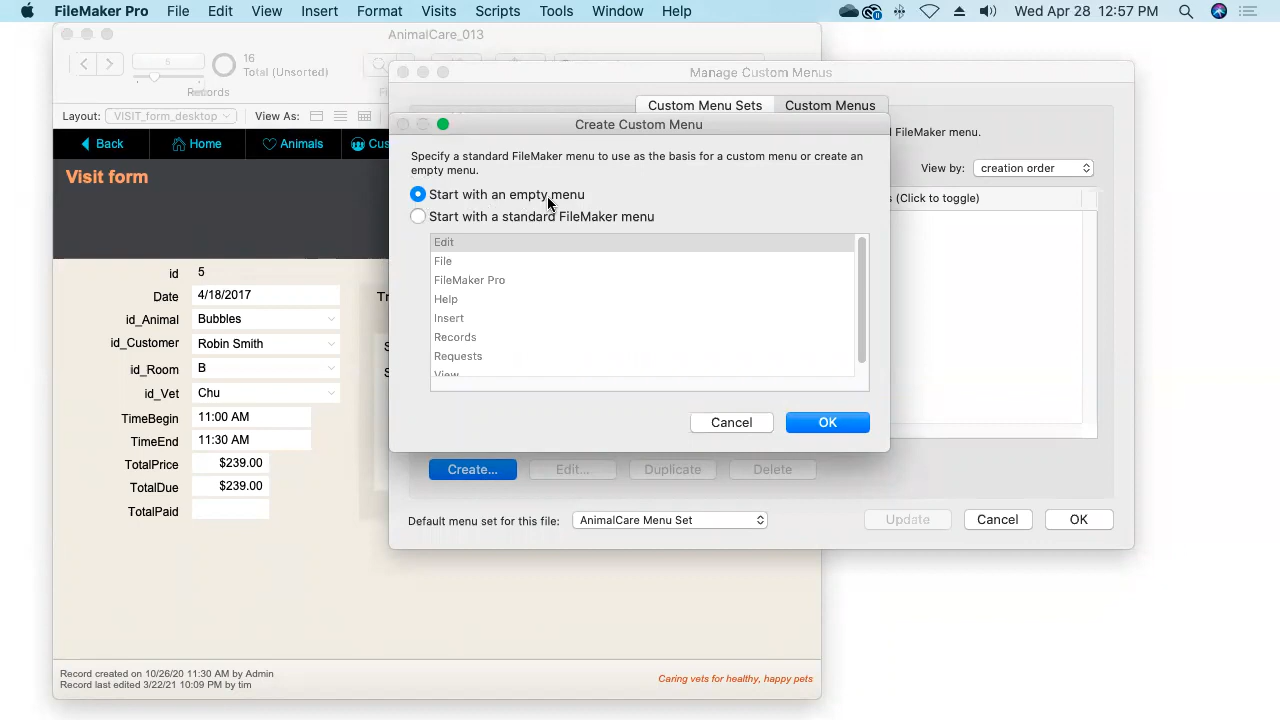 FileMaker Pro File Edit View Insert Format Visits Scripts Tools Window Help Wed Apr 28 12:57 PM
AnimalCare_013
5
16
Total (Unsorted)
Records
Layout: VISIT_form_desktop View As:
Back Home Animals Cus
Visit form
id 5
Date 4/18/2017
id_Animal Bubbles
id_Customer Robin Smith
id_Room B
id_Vet Chu
TimeBegin 11:00 AM
TimeEnd 11:30 AM
TotalPrice $239.00
TotalDue $239.00
TotalPaid
Tr
Record created on 10/26/20 11:30 AM by Admin
Record last edited 3/22/21 10:09 PM by tim
Caring vets for healthy, happy pets
Manage Custom Menus
Custom Menu Sets Custom Menus
FileMaker menu.
View by: creation order
(Click to toggle)
Create Custom Menu
Specify a standard FileMaker menu to use as the basis for a custom menu or create an
empty menu.
Start with an empty menu
Start with a standard FileMaker menu
Edit
File
FileMaker Pro
Help
Insert
Records
Requests
View
Cancel OK
Create... Edit... Duplicate Delete
Default menu set for this file: AnimalCare Menu Set Update Cancel OK